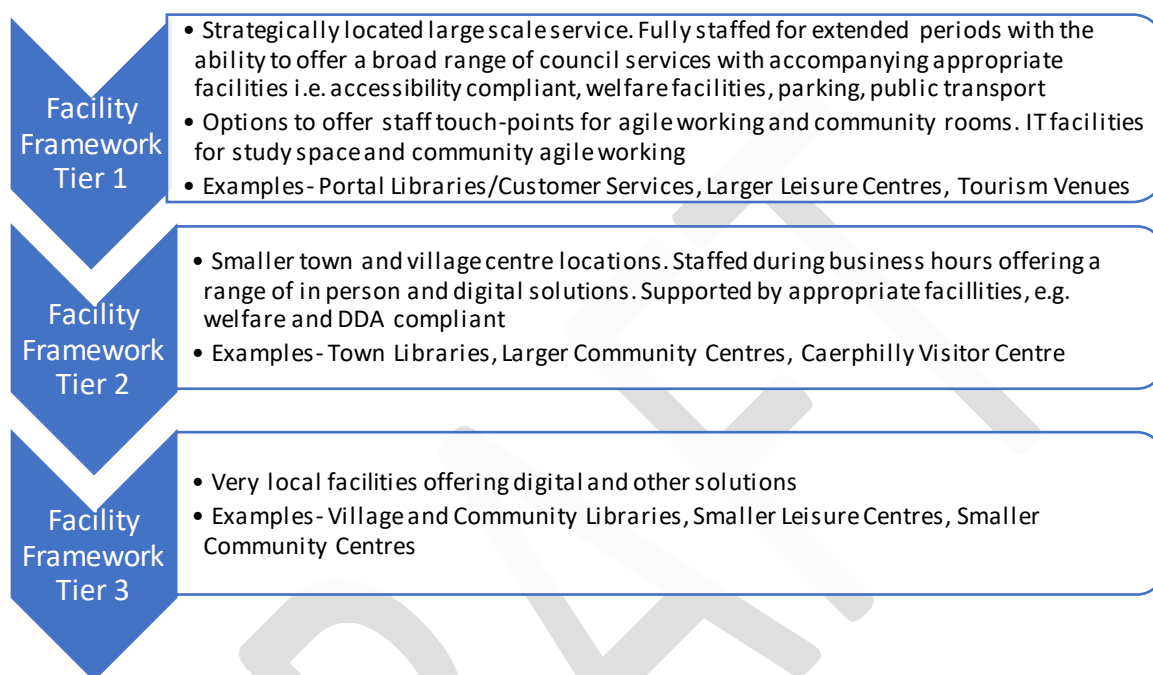 Facility
Framework
Tier 1
• Strategically located large scale service. Fully staffed for extended periods with the
ability to offer a broad range of council services with accompanying appropriate
facilities i.e. accessibility compliant, welfare facilities, parking, public transport
• Options to offer staff touch-points for agile working and community rooms. IT facilities
for study space and community agile working
• Examples- Portal Libraries/Customer Services, Larger Leisure Centres, Tourism Venues
Facility
Framework
Tier 2
• Smaller town and village centre locations. Staffed during business hours offering a
range of in person and digital solutions. Supported by appropriate facillities, e.g.
welfare and DDA compliant
• Examples- Town Libraries, Larger Community Centres, Caerphilly Visitor Centre
Facility
Framework
Tier 3
• Very local facilities offering digital and other solutions
• Examples- Village and Community Libraries, Smaller Leisure Centres, Smaller
Community Centres
DRAFT